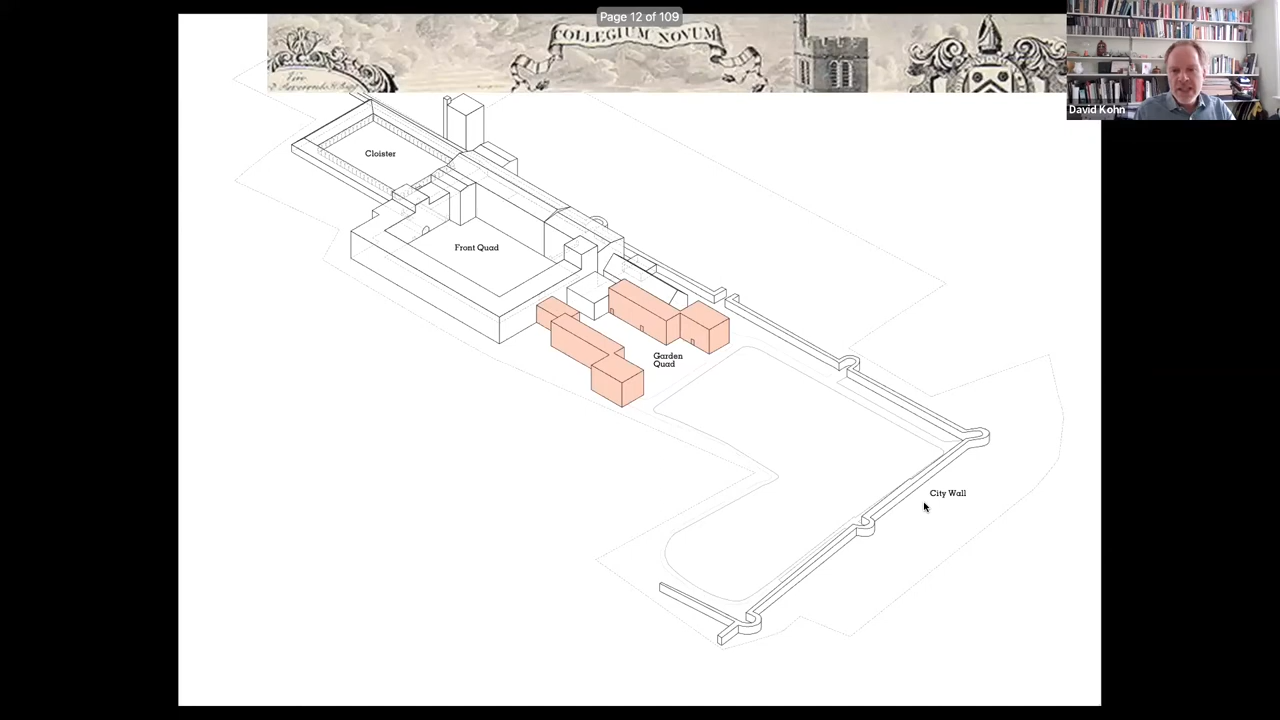 Page 12 of 109
COLLEGIUM NOVUM
David Kohn
Cloister
Front Quad
Garden
Quad
City Wall